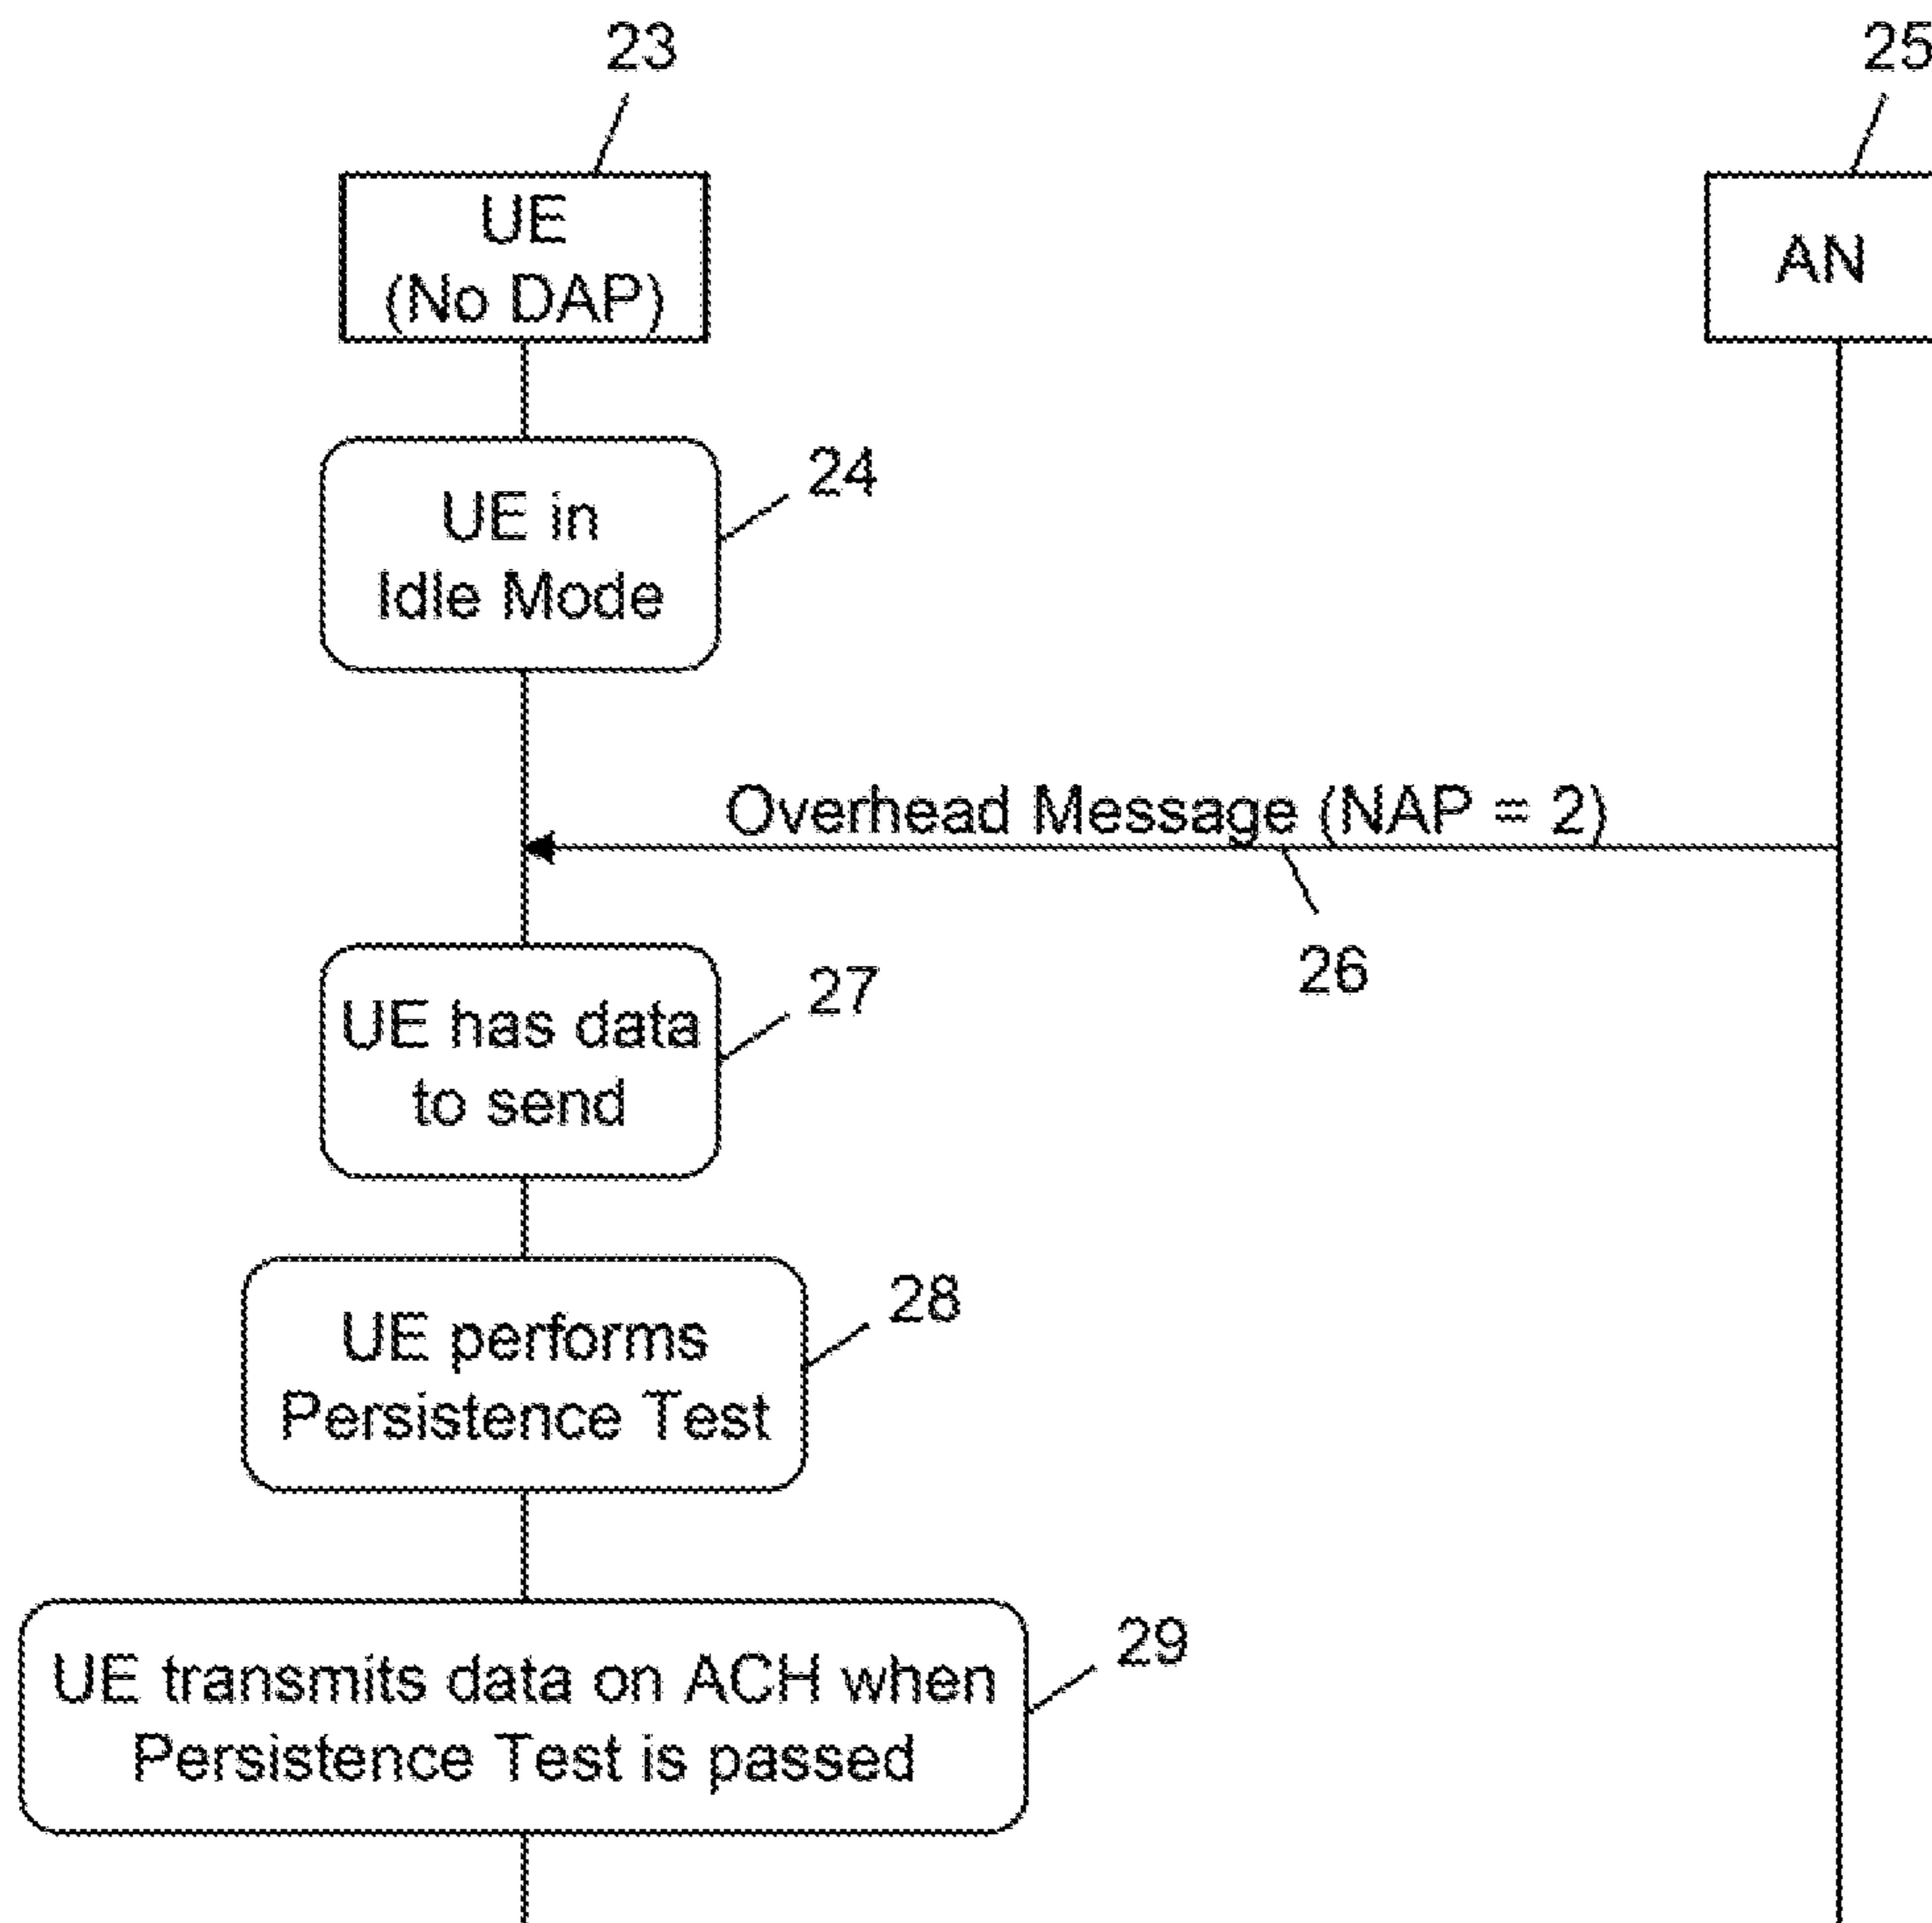 23
25
UE
(No DAP)
AN
24
UE in
Idle Mode
Overhead Message (NAP = 2)
26
27
UE has data
to send
28
UE performs
Persistence Test
29
UE transmits data on ACH when
Persistence Test is passed